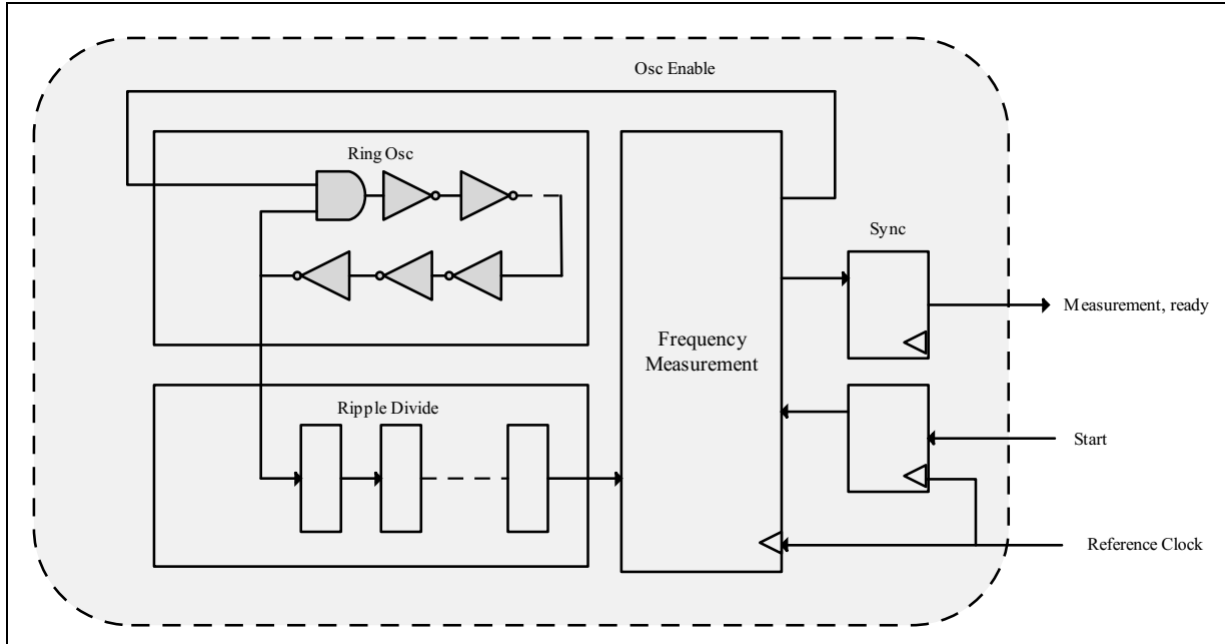 Osc Enable
Ring Osc
Sync
Measurement, ready
Frequency
Measurement
Ripple Divide
Start
Reference Clock